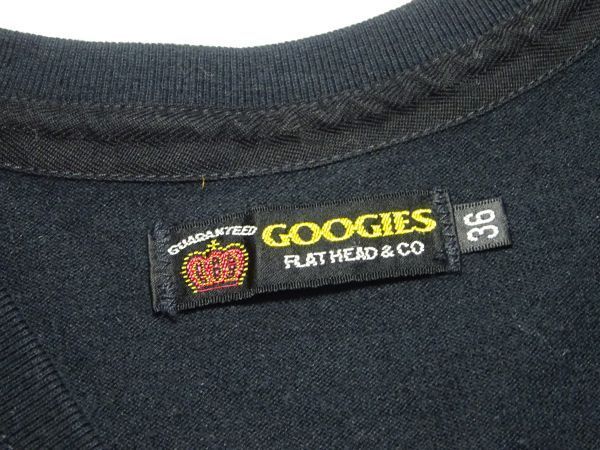 GUARANTEED
GOOGIES
FLAT HEAD & CO
36